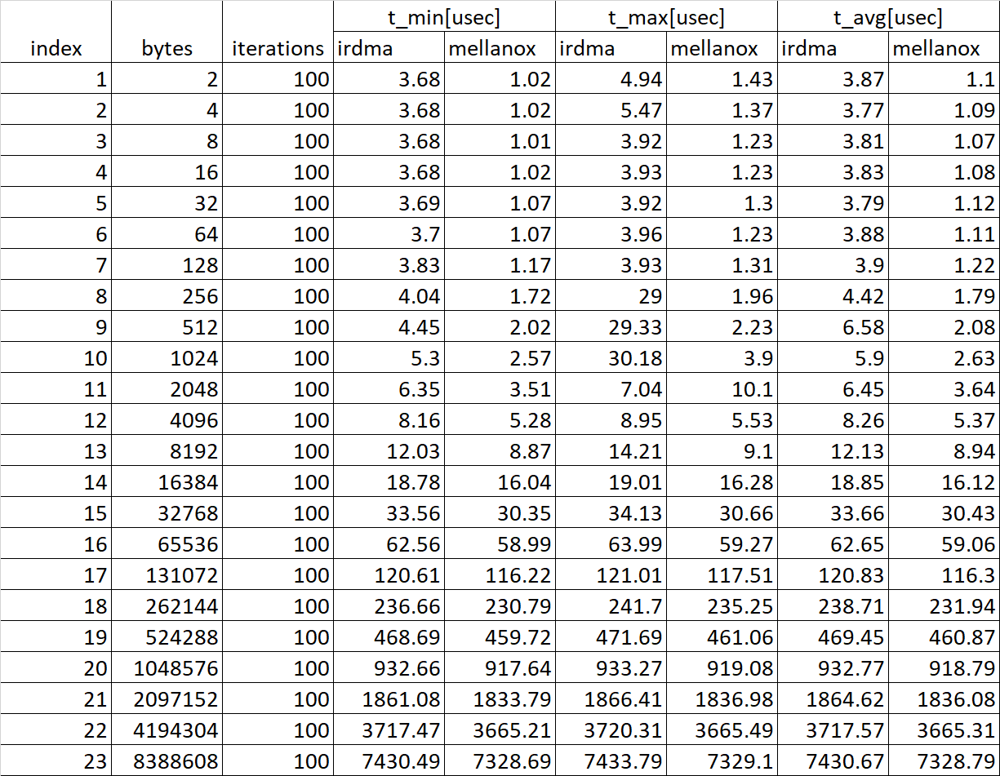 t_min[usec] t_max[usec] t_avg[usec]
index bytes iterations irdma mellanox irdma mellanox irdma mellanox
1 2 100 3.68 1.02 4.94 1.43 3.87 1.1
2 4 100 3.68 1.02 5.47 1.37 3.77 1.09
3 8 100 3.68 1.01 3.92 1.23 3.81 1.07
4 16 100 3.68 1.02 3.93 1.23 3.83 1.08
5 32 100 3.69 1.07 3.92 1.3 3.79 1.12
6 64 100 3.7 1.07 3.96 1.23 3.88 1.11
7 128 100 3.83 1.17 3.93 1.31 3.9 1.22
8 256 100 4.04 1.72 29 1.96 4.42 1.79
9 512 100 4.45 2.02 29.33 2.23 6.58 2.08
10 1024 100 5.3 2.57 30.18 3.9 5.9 2.63
11 2048 100 6.35 3.51 7.04 10.1 6.45 3.64
12 4096 100 8.16 5.28 8.95 5.53 8.26 5.37
13 8192 100 12.03 8.87 14.21 9.1 12.13 8.94
14 16384 100 18.78 16.04 19.01 16.28 18.85 16.12
15 32768 100 33.56 30.35 34.13 30.66 33.66 30.43
16 65536 100 62.56 58.99 63.99 59.27 62.65 59.06
17 131072 100 120.61 116.22 121.01 117.51 120.83 116.3
18 262144 100 236.66 230.79 241.7 235.25 238.71 231.94
19 524288 100 468.69 459.72 471.79 461.06 469.45 460.87
20 1048576 100 932.66 917.64 933.27 919.08 932.77 918.79
21 2097152 100 1861.08 1833.79 1866.41 1836.98 1864.62 1836.08
22 4194304 100 3717.47 3665.21 3720.31 3665.49 3717.57 3665.31
23 8388608 100 7430.49 7328.69 7433.79 7329.1 7430.67 7328.79